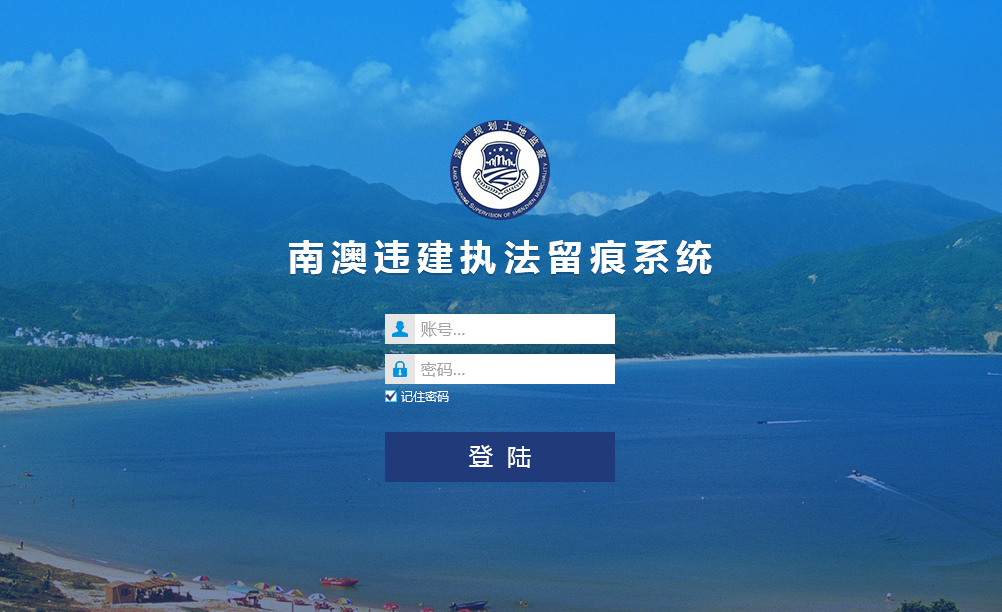 深圳规划土地监察
LAND PLANNING SUPERVISION OF SHENZHEN MUNICIPALITY
南澳违建执法留痕系统
账号...
密码...
记住密码
登 陆